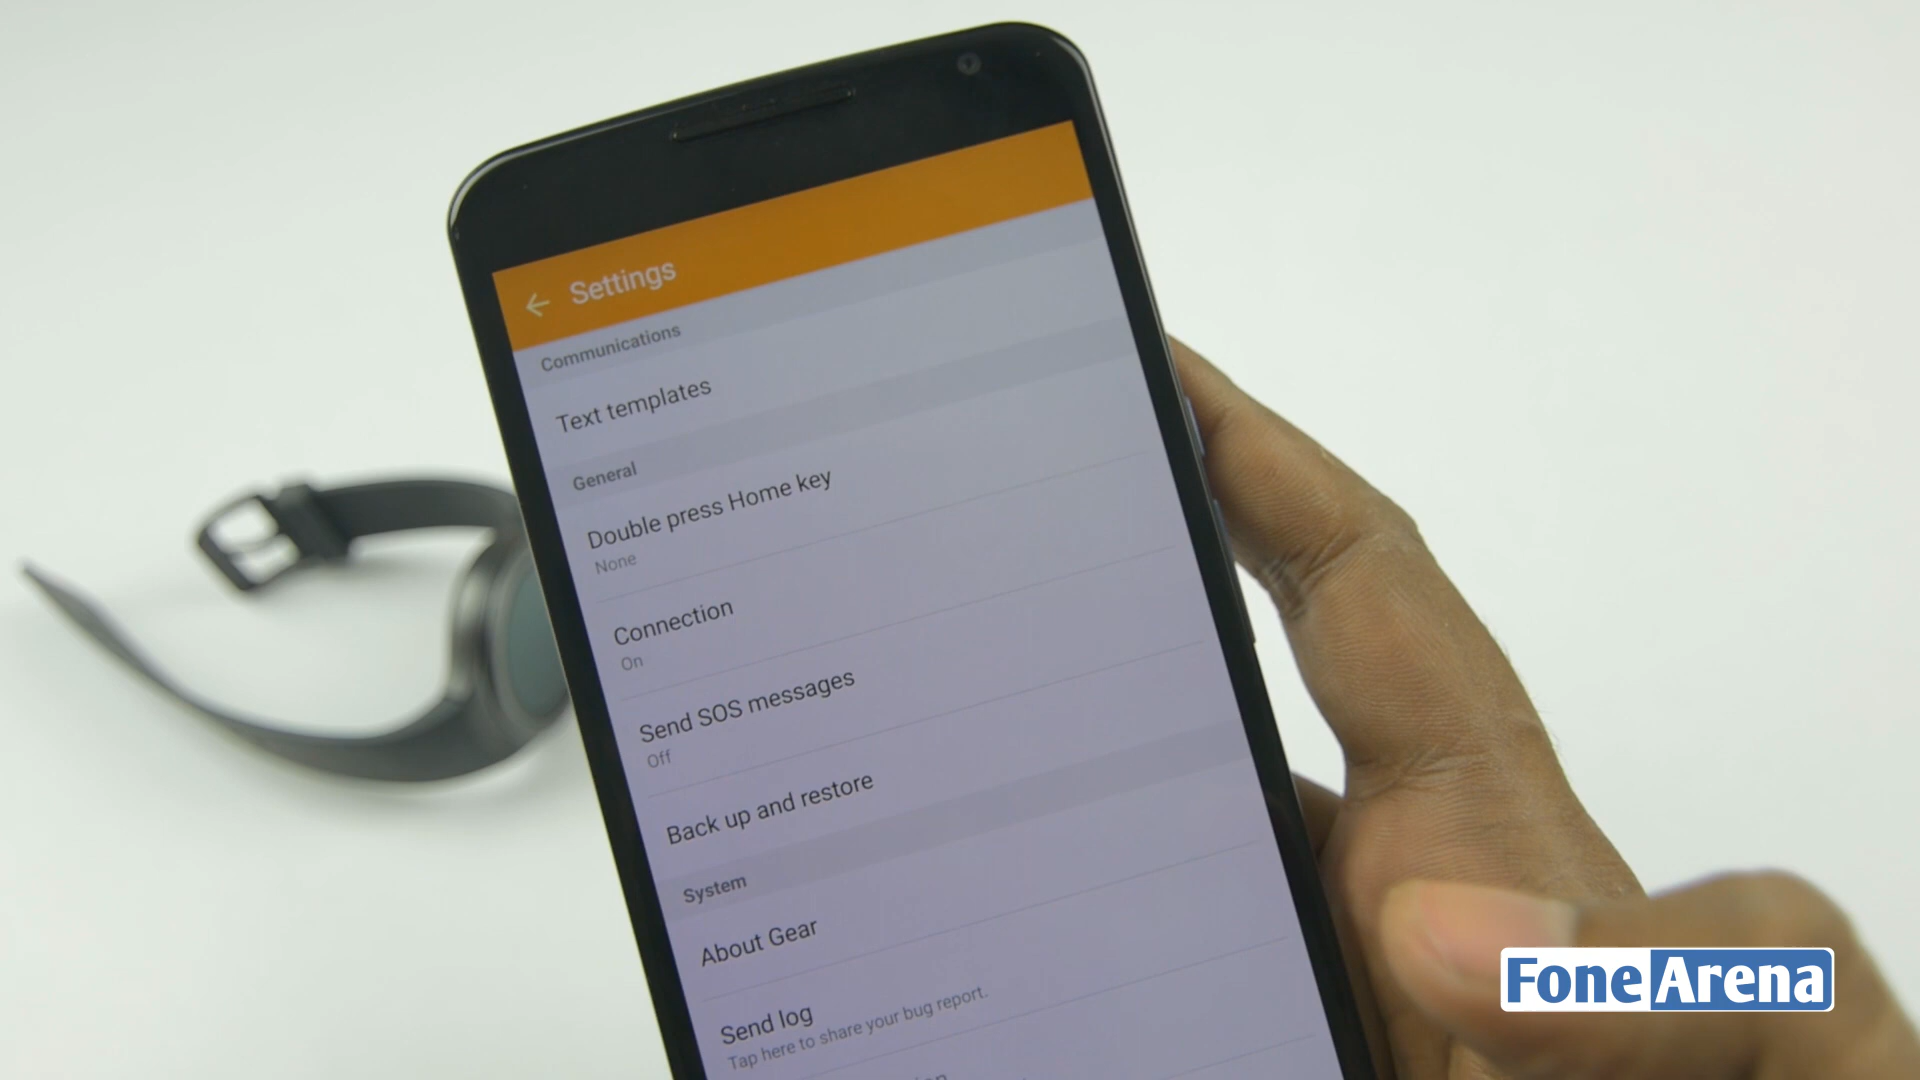 Settings
Communications
Text templates
General
Double press Home key
None
Connection
On
Send SOS messages
Off
Back up and restore
System
About Gear
Send log
Tap here to share your bug report.
FoneArena